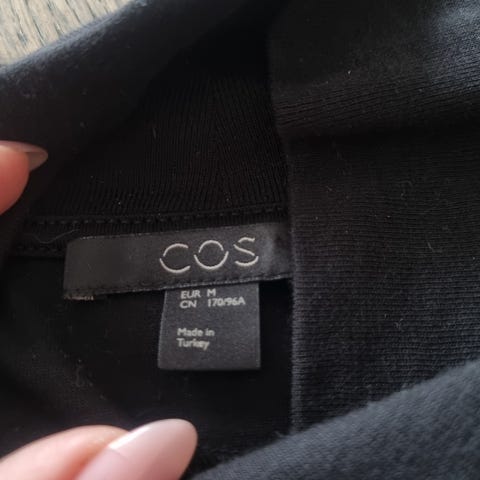 COS
EUR M
CN 170/96A
Made in
Turkey